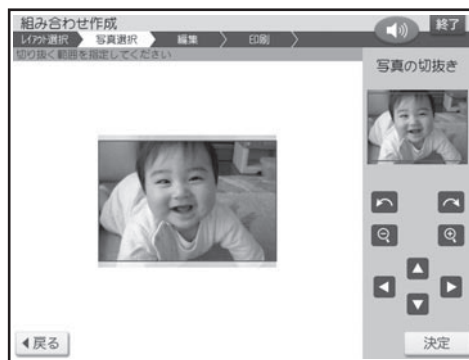 組み合わせ作成
終了
レイアウト選択 写真選択 編集 印刷
切り抜く範囲を指定してください
写真の切抜き
戻る
決定